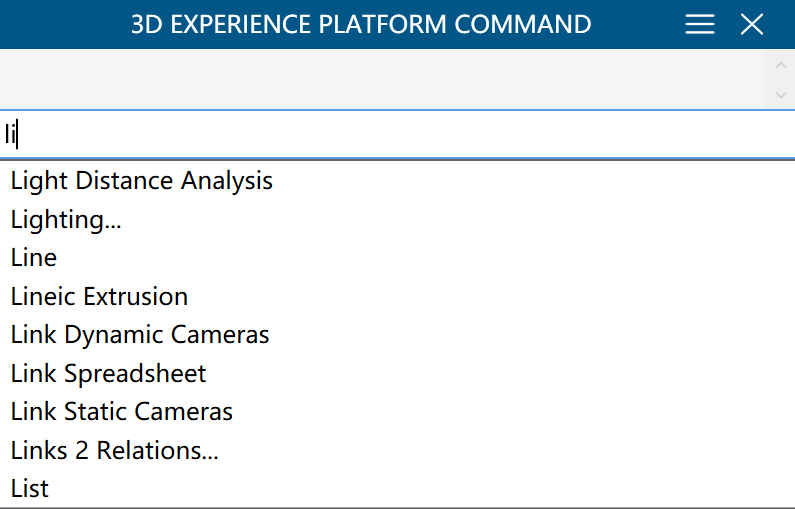 3D EXPERIENCE PLATFORM COMMAND
li
Light Distance Analysis
Lighting...
Line
Lineic Extrusion
Link Dynamic Cameras
Link Spreadsheet
Link Static Cameras
Links 2 Relations...
List